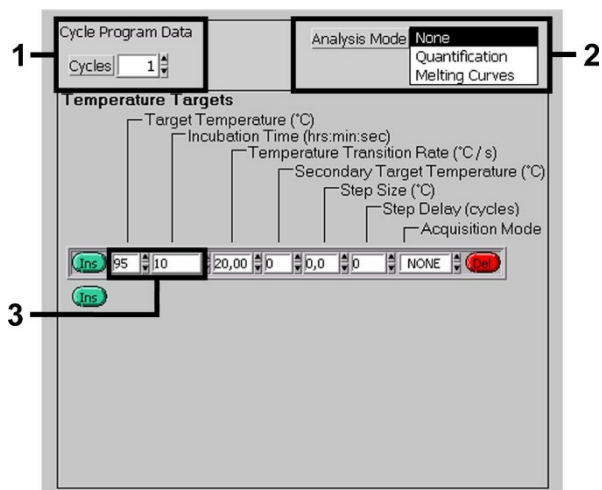 Cycle Program Data
Cycles 1
Analysis Mode None
Quantification
Melting Curves
1
2
Temperature Targets
Target Temperature (°C)
Incubation Time (hrs:min:sec)
Temperature Transition Rate (°C / s)
Secondary Target Temperature (°C)
Step Size (°C)
Step Delay (cycles)
Acquisition Mode
Ins 95 10 20,00 0 0,0 0 NONE Del
Ins
3